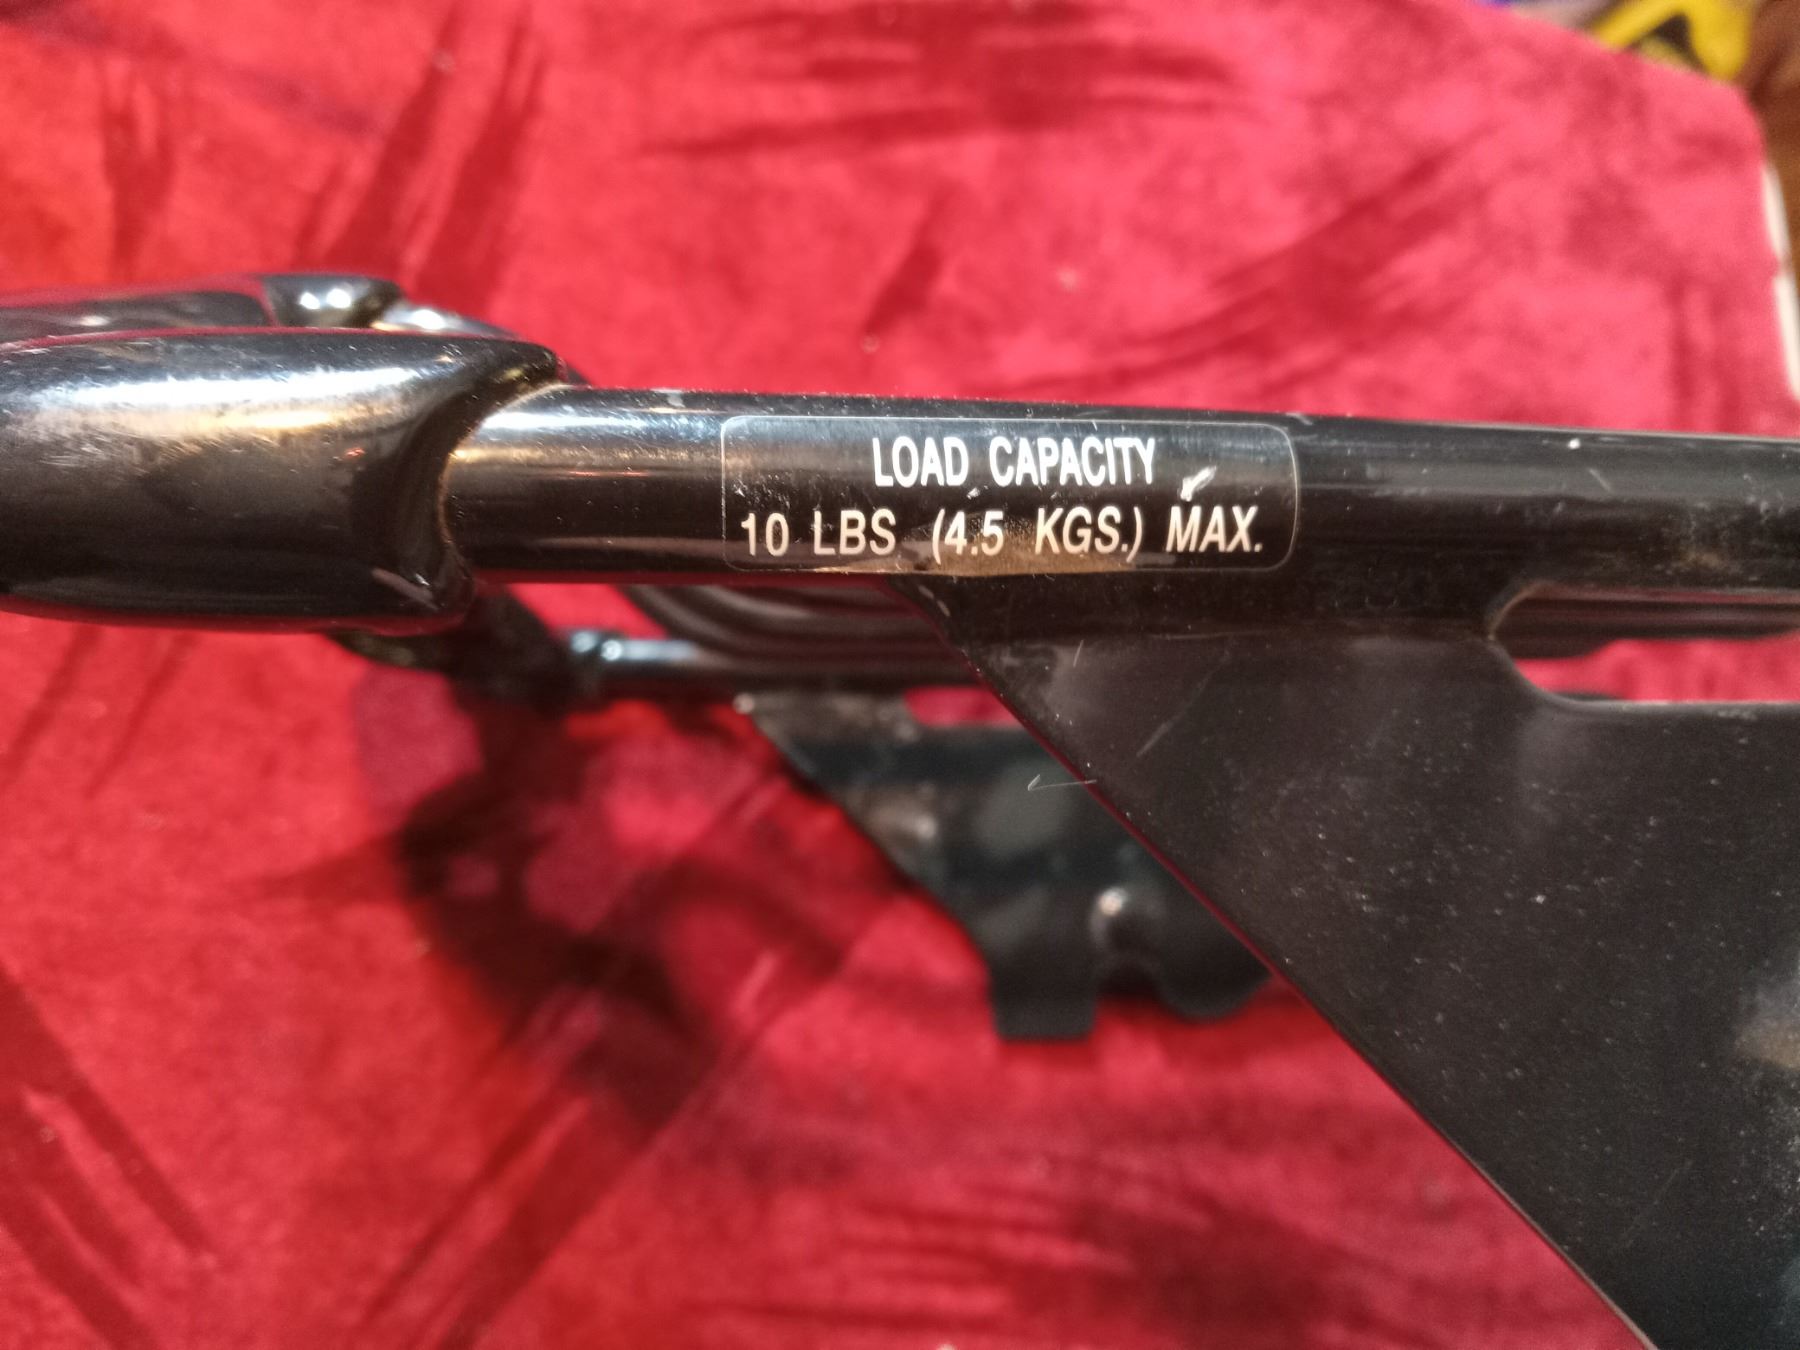 LOAD CAPACITY
10 LBS (4.5 KGS.) MAX.